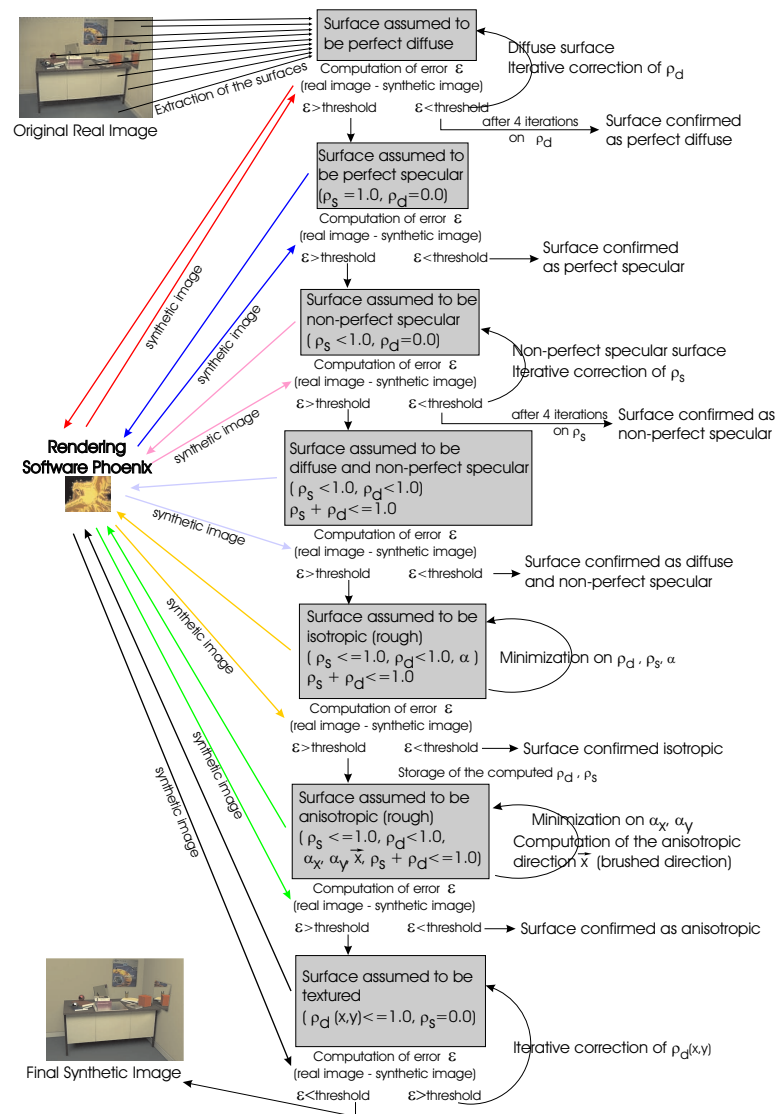 Surface assumed to
be perfect diffuse
Extraction of the surfaces
Original Real Image
Diffuse surface
Iterative correction of ρd
Computation of error ε
(real image - synthetic image)
ε>threshold
ε<threshold
after 4 iterations
on ρd
Surface confirmed
as perfect diffuse
Surface assumed to
be perfect specular
(ρs =1.0, ρd=0.0)
Computation of error ε
(real image - synthetic image)
ε>threshold
ε<threshold
Surface confirmed
as perfect specular
synthetic image
synthetic image
Surface assumed to be
non-perfect specular
( ρs <1.0, ρd=0.0)
Non-perfect specular surface
Iterative correction of ρs
Computation of error ε
(real image - synthetic image)
ε>threshold
ε<threshold
after 4 iterations
on ρs
Surface confirmed as
non-perfect specular
synthetic image
Rendering
Software Phoenix
Surface assumed to be
diffuse and non-perfect specular
( ρs <1.0, ρd<1.0)
ρs + ρd<=1.0
synthetic image
Computation of error ε
(real image - synthetic image)
ε>threshold
ε<threshold
Surface confirmed as diffuse
and non-perfect specular
synthetic image
Surface assumed to be
isotropic (rough)
( ρs <=1.0, ρd<1.0, α )
ρs + ρd<=1.0
Minimization on ρd , ρs, α
Computation of error ε
(real image - synthetic image)
ε>threshold
ε<threshold
Surface confirmed isotropic
Storage of the computed ρd , ρs
synthetic image
synthetic image
Surface assumed to be
anisotropic (rough)
( ρs <=1.0, ρd<1.0,
αx, αy, x, ρs + ρd<=1.0)
Minimization on αx, αy
Computation of the anisotropic
direction x (brushed direction)
Computation of error ε
(real image - synthetic image)
ε>threshold
ε<threshold
Surface confirmed as anisotropic
Surface assumed to be
textured
( ρd (x,y)<=1.0, ρs=0.0)
Iterative correction of ρd(x,y)
Computation of error ε
(real image - synthetic image)
ε<threshold
ε>threshold
Final Synthetic Image